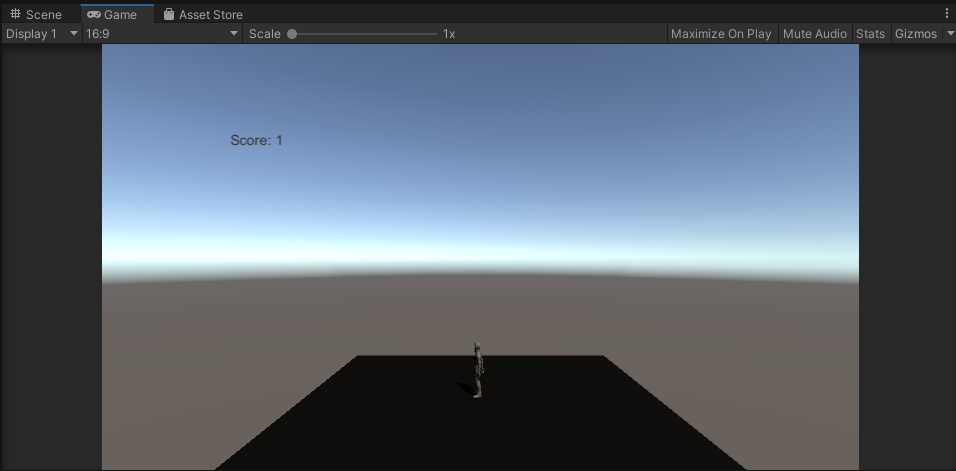 Scene Game Asset Store
Display 1 16:9 Scale 1x Maximize On Play Mute Audio Stats Gizmos
Score: 1